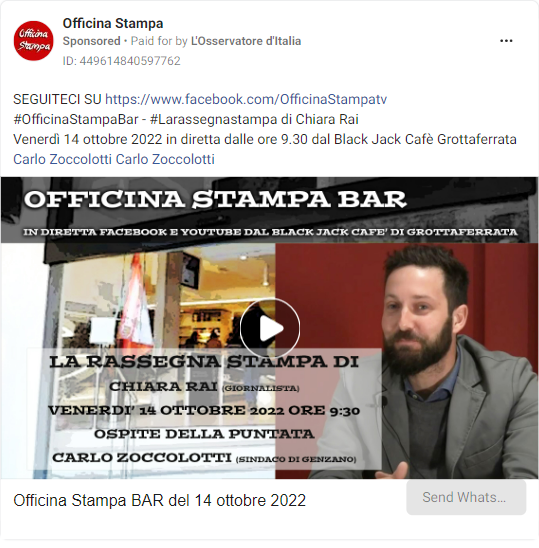 Officina
Stampa
Officina Stampa
Sponsored • Paid for by L'Osservatore d'Italia
ID: 449614840597762
SEGUITECI SU https://www.facebook.com/OfficinaStampatv
#OfficinaStampaBar - #Larassegnastampa di Chiara Rai
Venerdì 14 ottobre 2022 in diretta dalle ore 9.30 dal Black Jack Cafè Grottaferrata
Carlo Zoccolotti Carlo Zoccolotti
OFFICINA STAMPA BAR
IN DIRETTA FACEBOOK E YOUTUBE DAL BLACK JACK CAFE' DI GROTTAFERRATA
LA RASSEGNA STAMPA DI
CHIARA RAI (GIORNALISTA)
VENERDI' 14 OTTOBRE 2022 ORE 9:30
OSPITE DELLA PUNTATA
CARLO ZOCCOLOTTI (SINDACO DI GENZANO)
Officina Stampa BAR del 14 ottobre 2022
Send Whats...